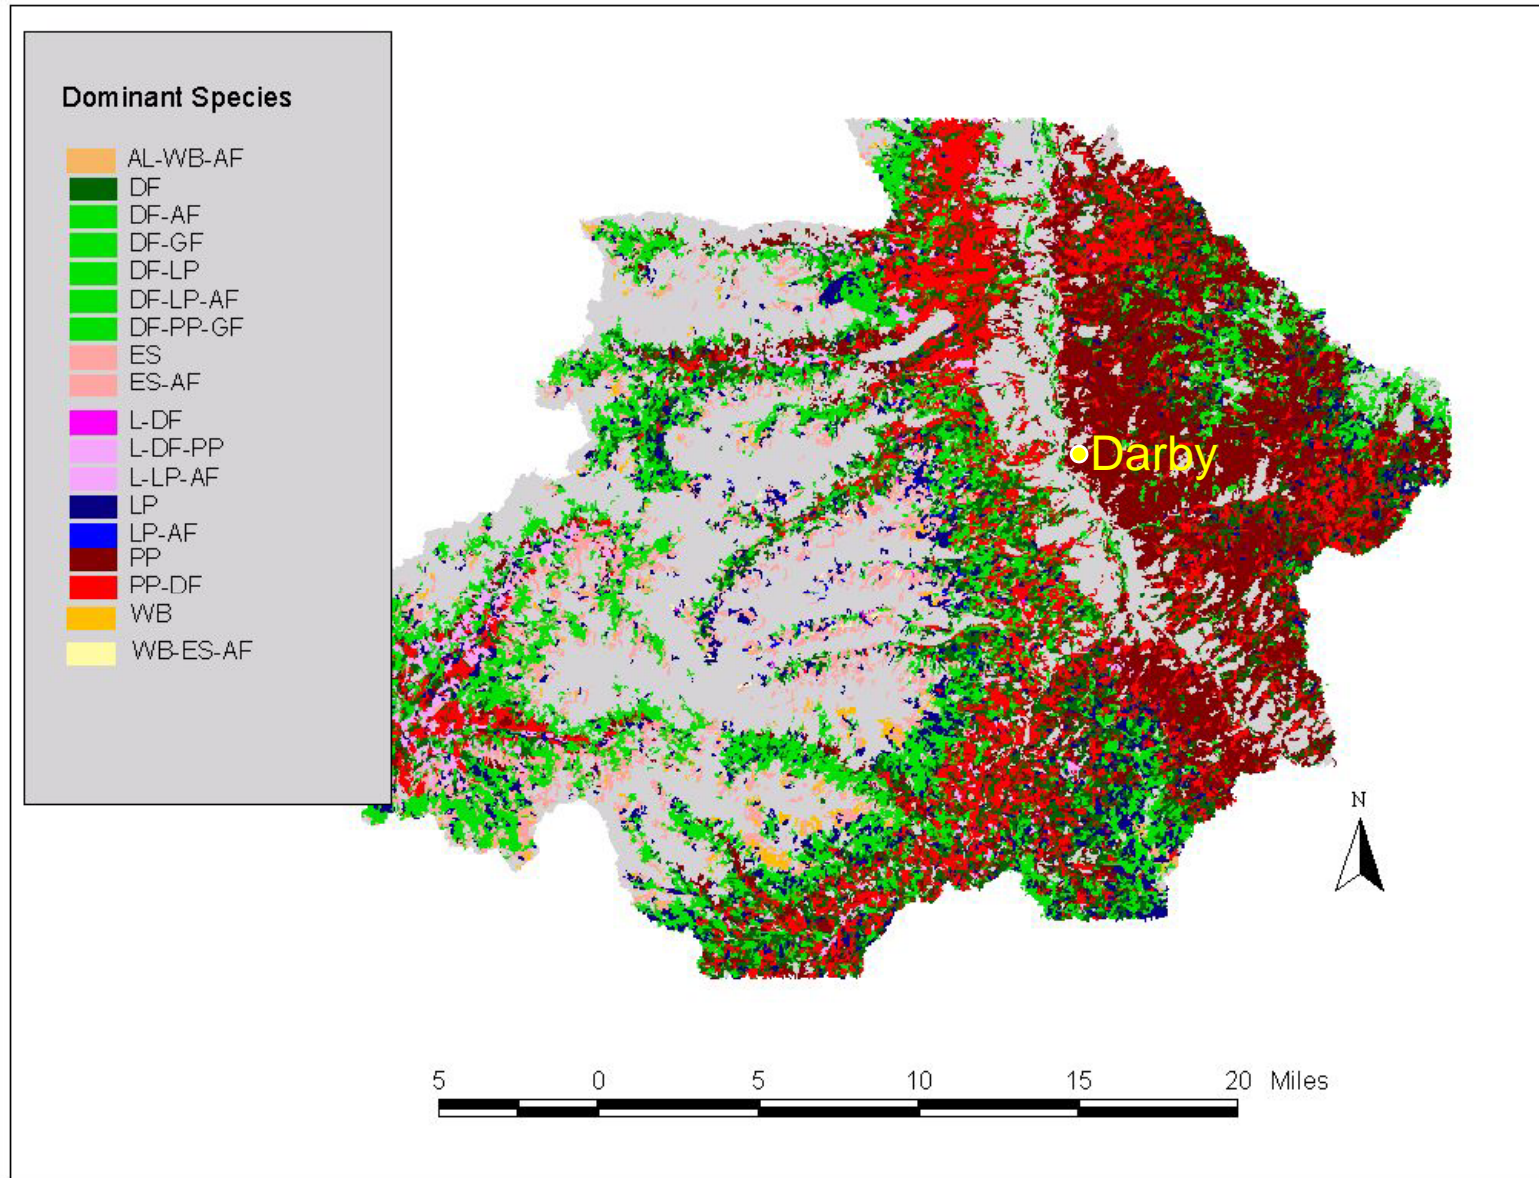 Dominant Species
AL-WB-AF
DF
DF-AF
DF-GF
DF-LP
DF-LP-AF
DF-PP-GF
ES
ES-AF
L-DF
L-DF-PP
L-LP-AF
LP
LP-AF
PP
PP-DF
WB
WB-ES-AF
Darby
N
5 0 5 10 15 20 Miles